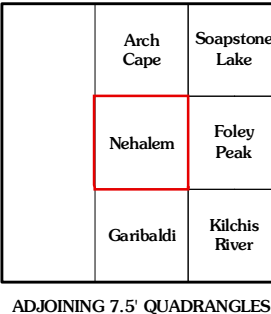 Arch
Cape
Soapstone
Lake
Nehalem
Foley
Peak
Garibaldi
Kilchis
River
ADJOINING 7.5' QUADRANGLES